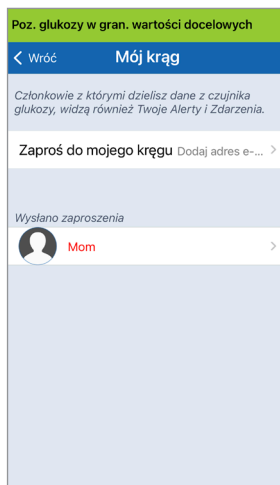 Poz. glukozy w gran. wartości docelowych
Wróć
Mój krąg
Członkowie z którymi dzielisz dane z czujnika
glukozy, widzą również Twoje Alerty i Zdarzenia.
Zaproś do mojego kręgu Dodaj adres e-...
Wysłano zaproszenia
Mom